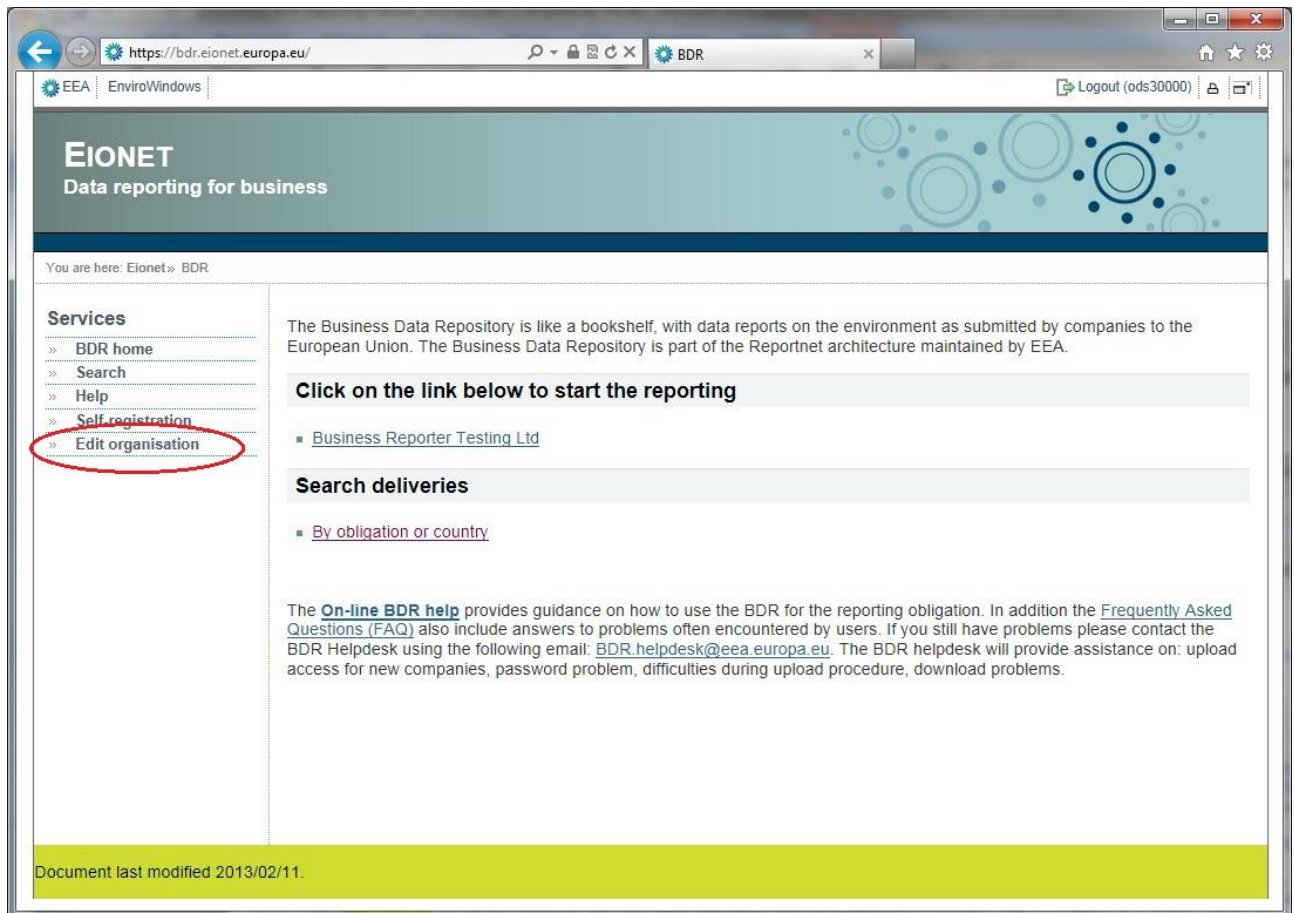 https://bdr.eionet.europa.eu/
BDR
EEA
EnviroWindows
Logout (ods30000)
EIONET
Data reporting for business
You are here: Eionet» BDR
Services
» BDR home
» Search
» Help
» Self-registration
» Edit organisation
The Business Data Repository is like a bookshelf, with data reports on the environment as submitted by companies to the
European Union. The Business Data Repository is part of the Reportnet architecture maintained by EEA.
Click on the link below to start the reporting
Business Reporter Testing Ltd
Search deliveries
By obligation or country
The On-line BDR help provides guidance on how to use the BDR for the reporting obligation. In addition the Frequently Asked
Questions (FAQ) also include answers to problems often encountered by users. If you still have problems please contact the
BDR Helpdesk using the following email: BDR.helpdesk@eea.europa.eu. The BDR helpdesk will provide assistance on: upload
access for new companies, password problem, difficulties during upload procedure, download problems.
Document last modified 2013/02/11.